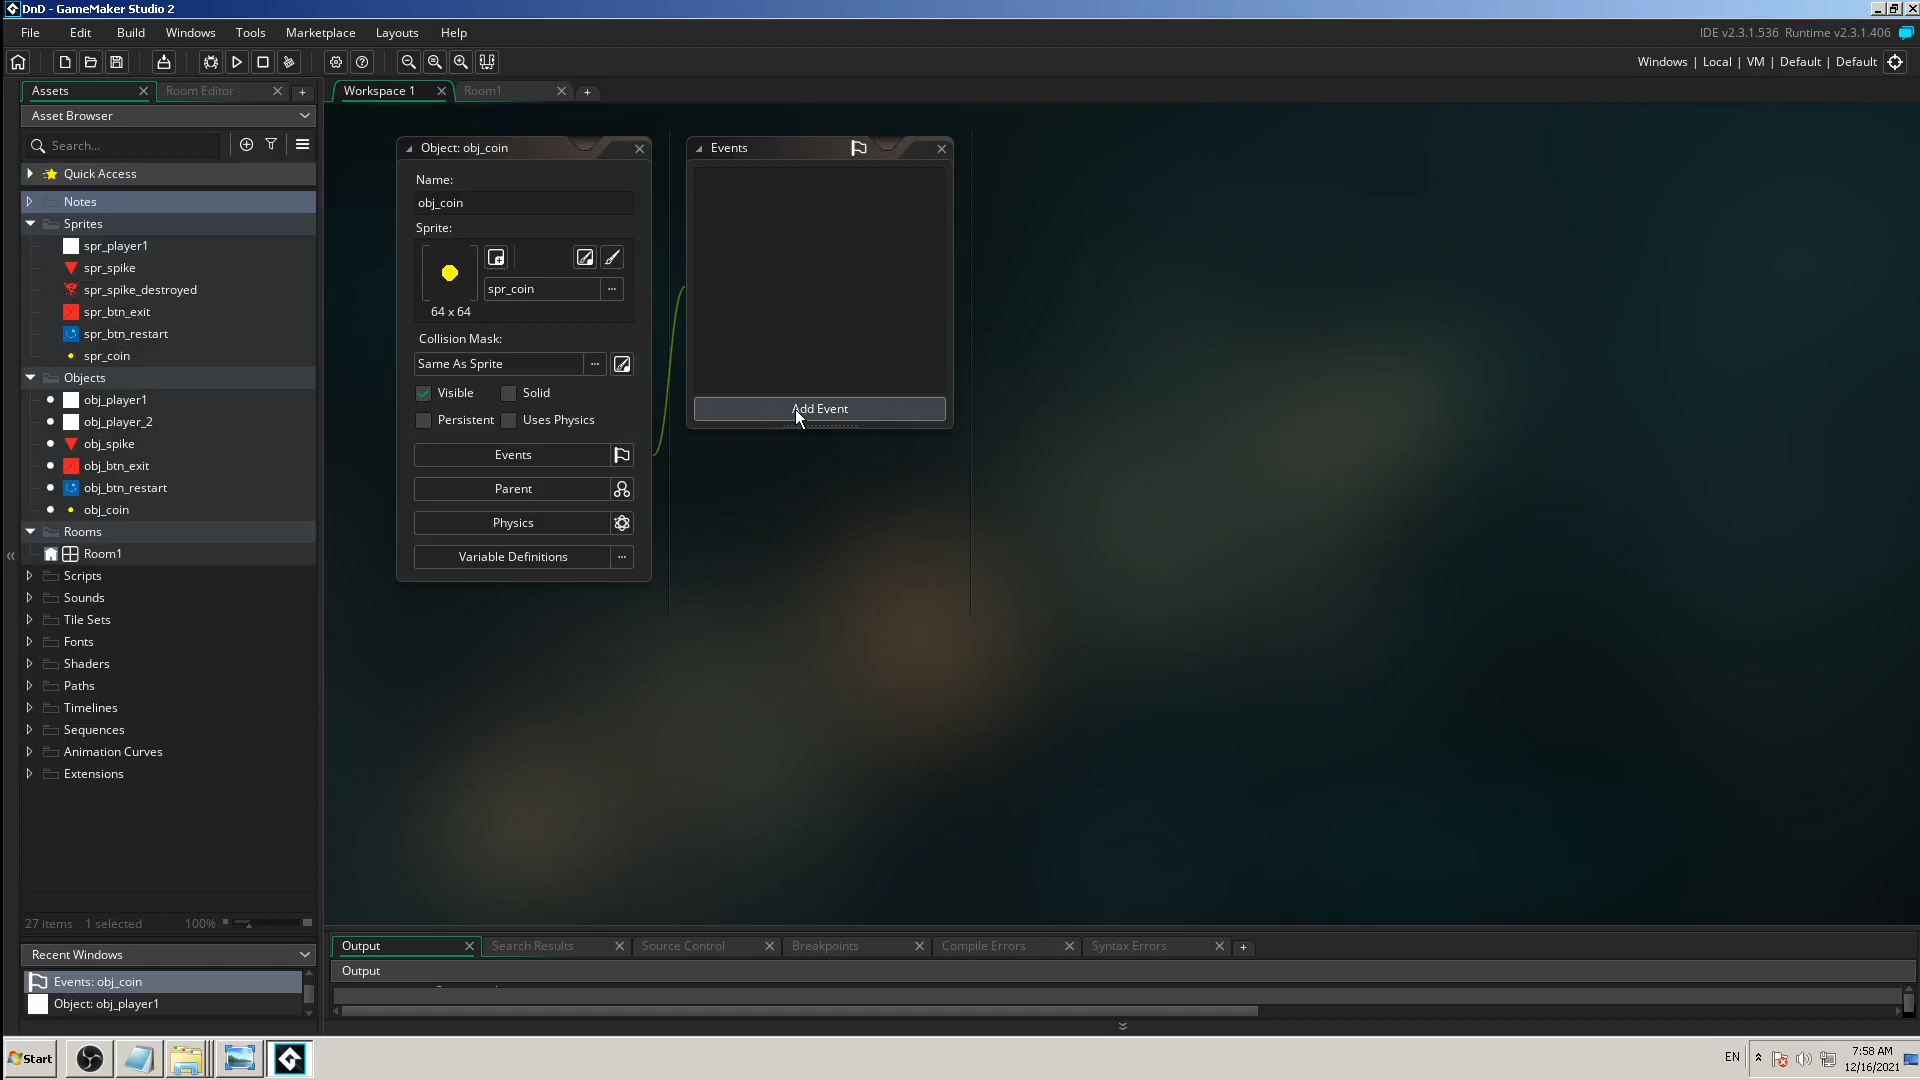 DnD - GameMaker Studio 2
File Edit Build Windows Tools Marketplace Layouts Help
IDE v2.3.1.536 Runtime v2.3.1.406
Windows | Local | VM | Default | Default
Assets
Room Editor
Workspace 1
Room1
Asset Browser
Search...
Quick Access
Notes
Sprites
spr_player1
spr_spike
spr_spike_destroyed
spr_btn_exit
spr_btn_restart
spr_coin
Objects
obj_player1
obj_player_2
obj_spike
obj_btn_exit
obj_btn_restart
obj_coin
Rooms
Room1
Scripts
Sounds
Tile Sets
Fonts
Shaders
Paths
Timelines
Sequences
Animation Curves
Extensions
27 items 1 selected 100%
Recent Windows
Events: obj_coin
Object: obj_player1
Object: obj_coin
Name:
obj_coin
Sprite:
spr_coin
64 x 64
Collision Mask:
Same As Sprite
Visible Solid
Persistent Uses Physics
Events
Parent
Physics
Variable Definitions
Events
Add Event
Output Search Results Source Control Breakpoints Compile Errors Syntax Errors
Output
Start
EN
7:58 AM
12/16/2021